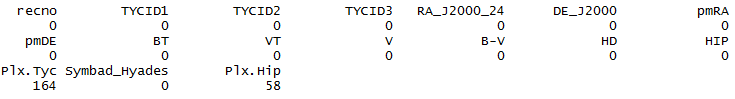 recno TYCID1 TYCID2 TYCID3 RA_J2000_24 DE_J2000 pmRA
0 0 0 0 0 0 0
pmDE BT VT V B-V HD HIP
0 0 0 0 0 0 0
Plx.Tyc Symbad_Hyades Plx.Hip
164 0 58